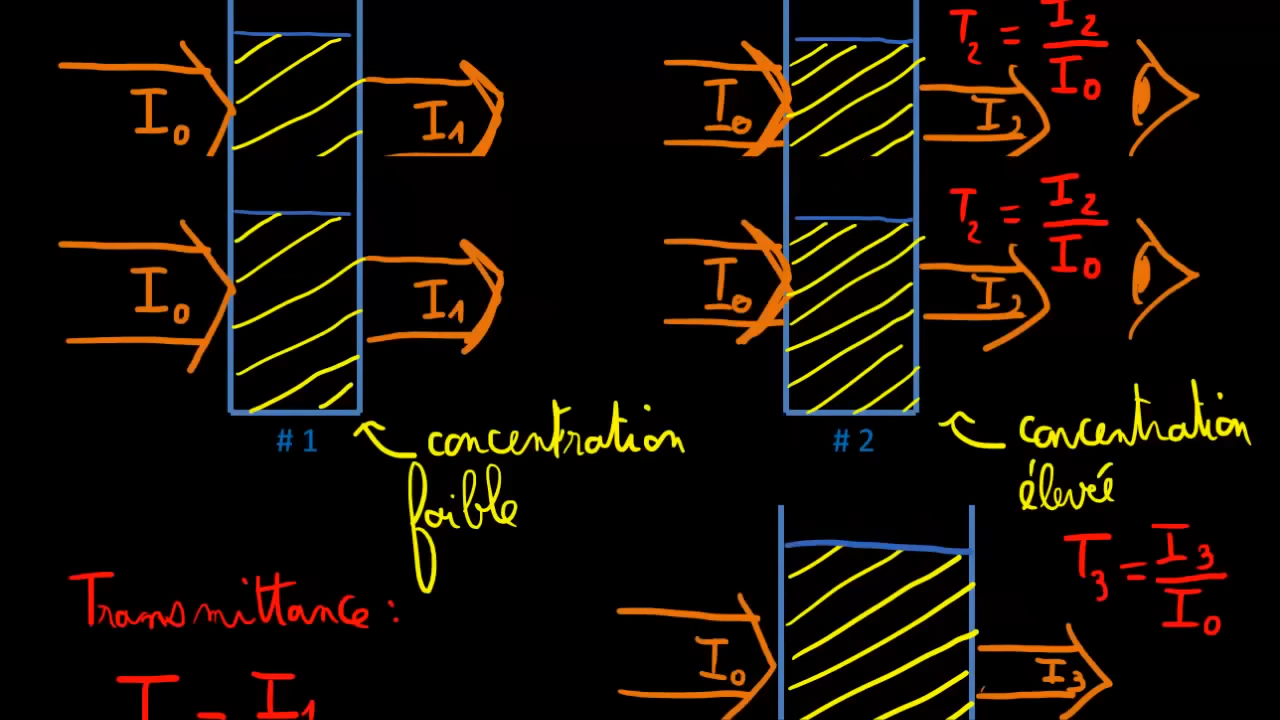 T₂ = I₂/I₀
I₀ I₁ I₀ I₂
T₂ = I₂/I₀
I₀ I₁ I₀ I₂
# 1 # 2
concentration faible
concentration élevée
T₃ = I₃/I₀
Transmittance :
I₀ I₃
T = I₁